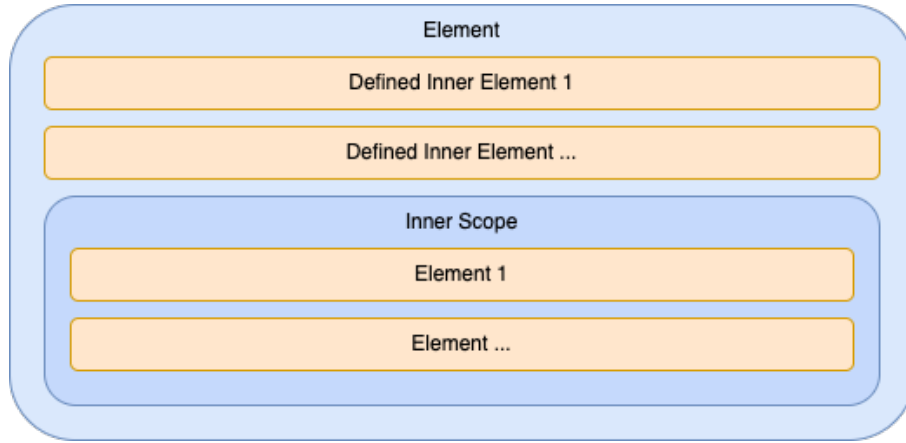 Element
Defined Inner Element 1
Defined Inner Element ...
Inner Scope
Element 1
Element ...